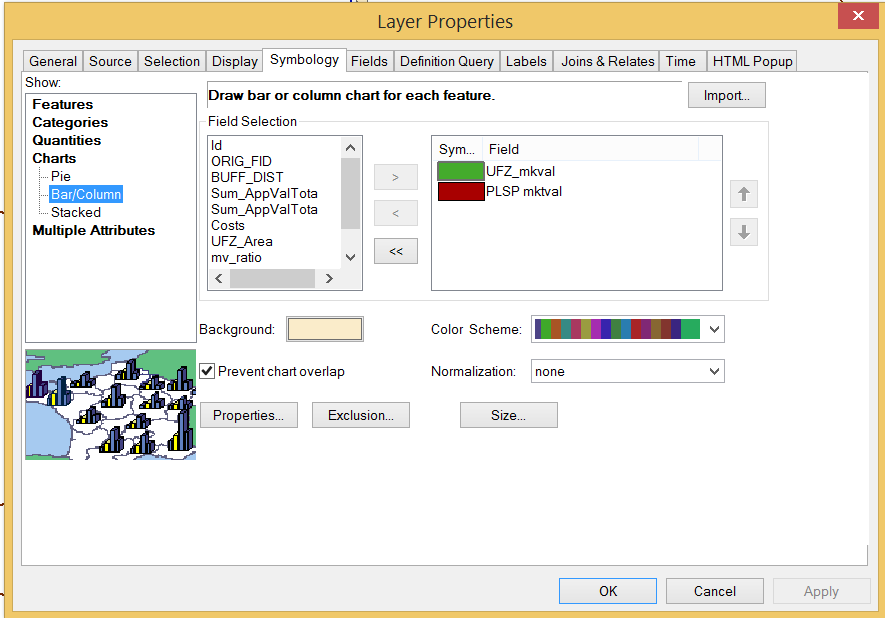 Layer Properties
General Source Selection Display Symbology Fields Definition Query Labels Joins & Relates Time HTML Popup
Show:
Features
Categories
Quantities
Charts
Pie
Bar/Column
Stacked
Multiple Attributes
Draw bar or column chart for each feature.
Import...
Field Selection
Id
ORIG_FID
BUFF_DIST
Sum_AppValTota
Sum_AppValTota
Costs
UFZ_Area
mv_ratio
>
<
<<
Sym... Field
UFZ_mkval
PLSP mktval
Background:
Color Scheme:
Prevent chart overlap
Normalization: none
Properties... Exclusion... Size...
OK Cancel Apply